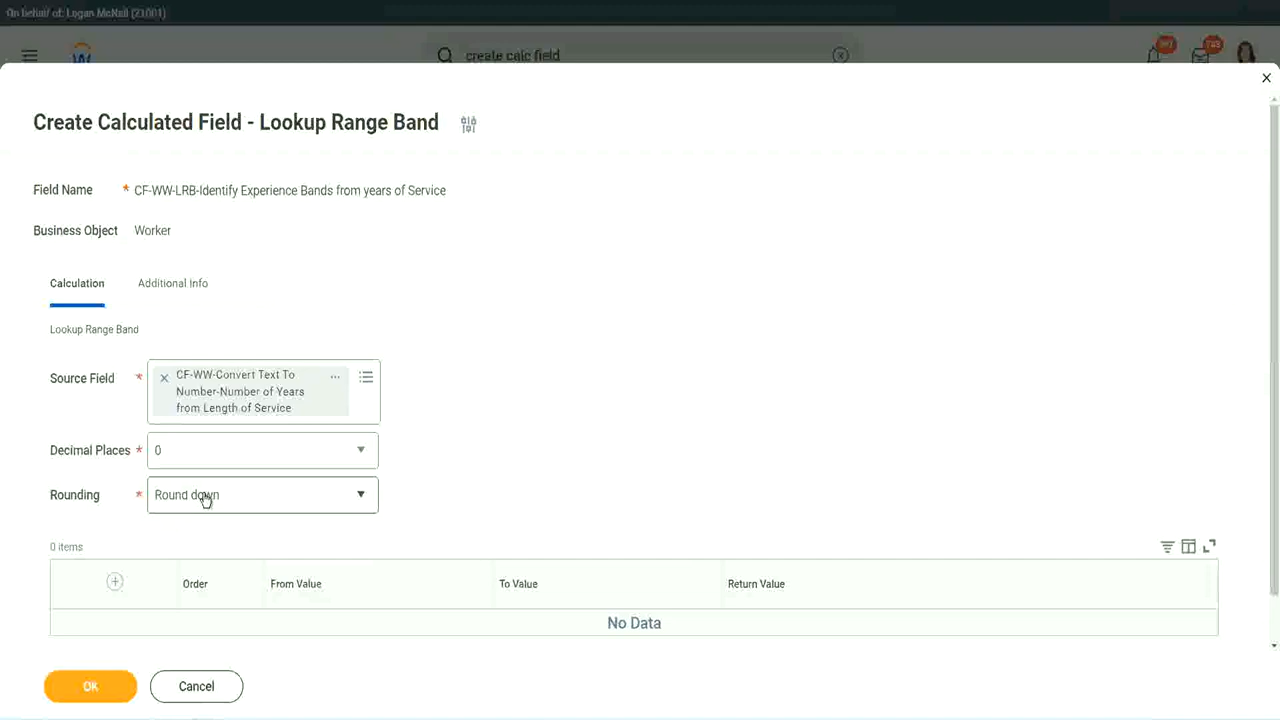 On behalf of: Logan McNeil (21001)
create calc field
Create Calculated Field - Lookup Range Band
Field Name * CF-WW-LRB-Identify Experience Bands from years of Service
Business Object Worker
Calculation Additional Info
Lookup Range Band
Source Field * CF-WW-Convert Text To
Number-Number of Years
from Length of Service
Decimal Places * 0
Rounding * Round down
0 items
Order From Value To Value Return Value
No Data
OK Cancel